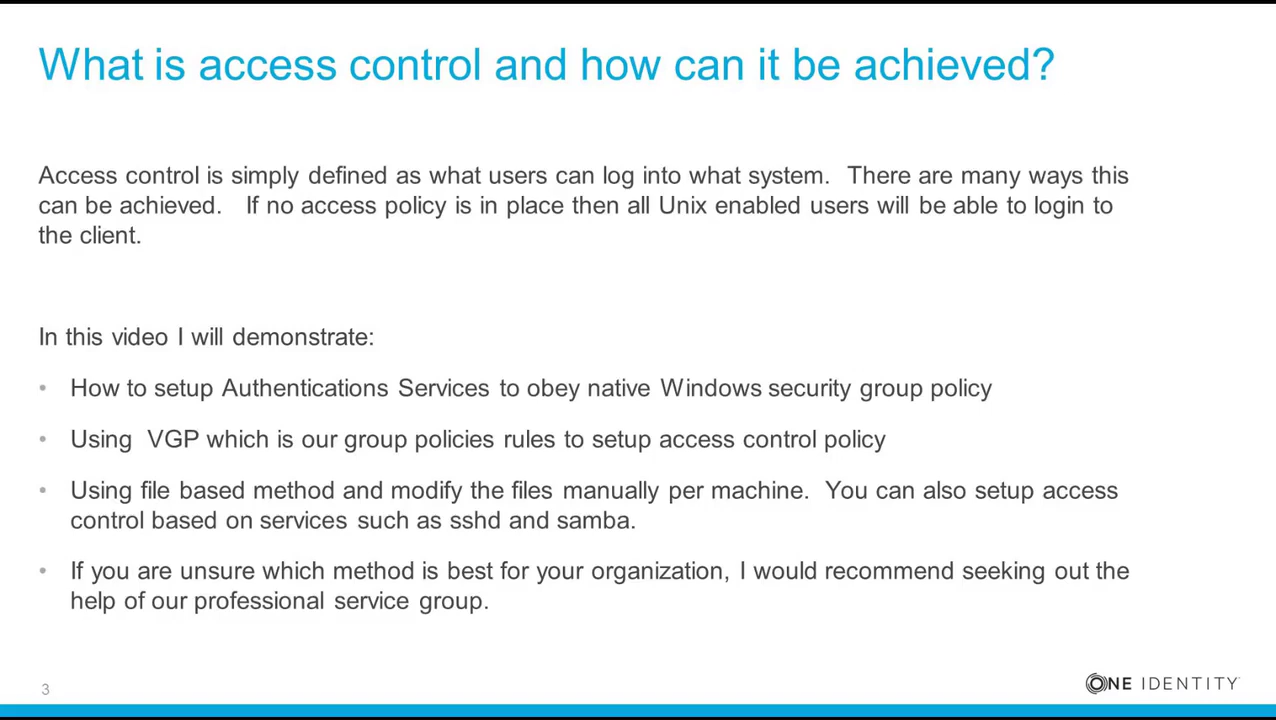 What is access control and how can it be achieved?
Access control is simply defined as what users can log into what system. There are many ways this
can be achieved. If no access policy is in place then all Unix enabled users will be able to login to
the client.
In this video I will demonstrate:
• How to setup Authentications Services to obey native Windows security group policy
• Using VGP which is our group policies rules to setup access control policy
• Using file based method and modify the files manually per machine. You can also setup access
control based on services such as sshd and samba.
• If you are unsure which method is best for your organization, I would recommend seeking out the
help of our professional service group.
3
ONE IDENTITY